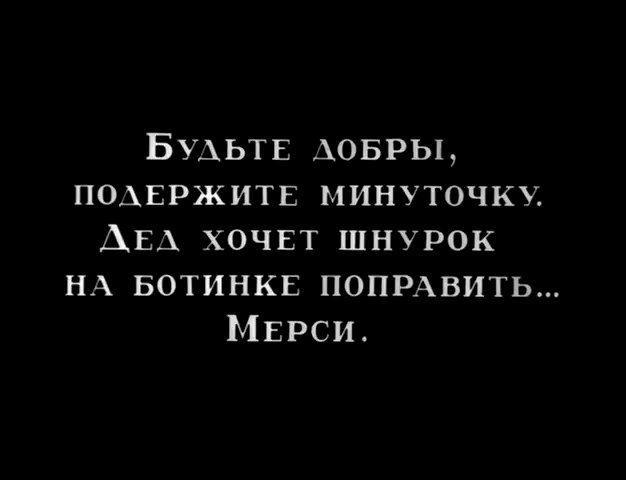 Будьте добры,
подержите минуточку.
Дед хочет шнурок
на ботинке поправить...
Мерси.